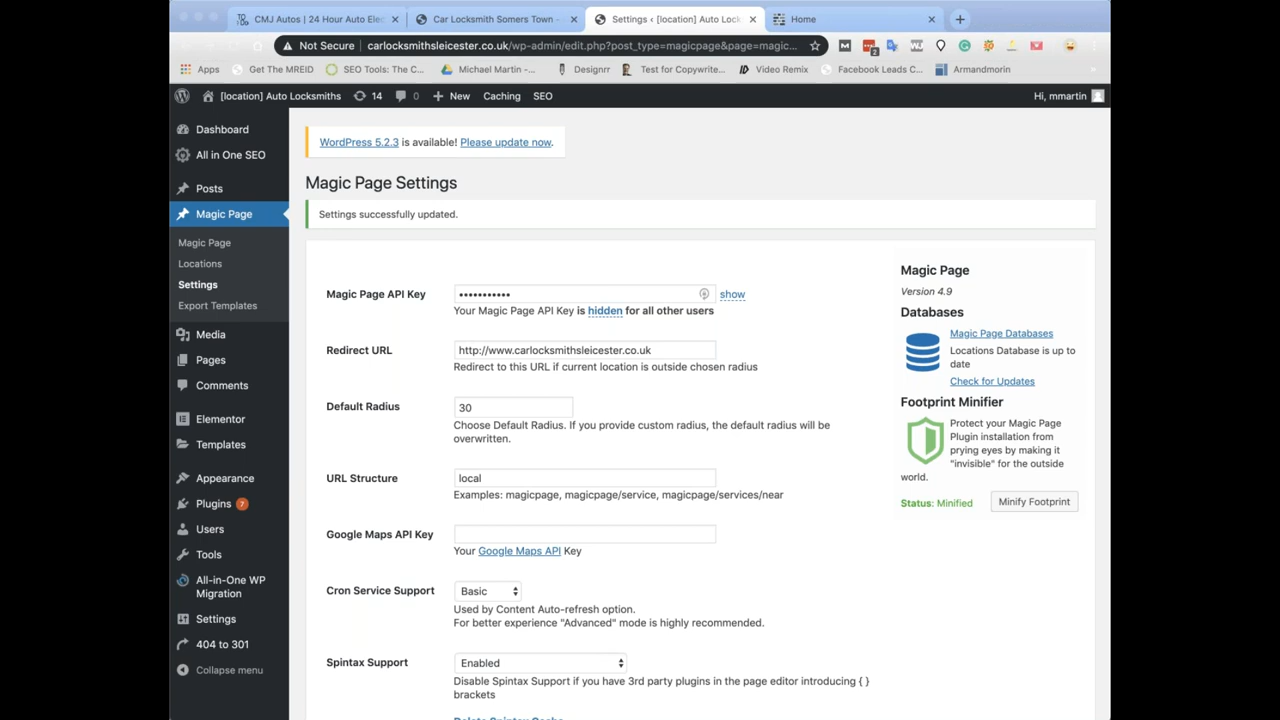 CMJ Autos | 24 Hour Auto Elec
Car Locksmith Somers Town -
Settings ‹ [location] Auto Lock
Home
Not Secure
carlocksmithsleicester.co.uk/wp-admin/edit.php?post_type=magicpage&page=magic...
Apps
Get The MREID
SEO Tools: The C...
Michael Martin -...
Designrr
Test for Copywrite...
Video Remix
Facebook Leads C...
Armandmorin
[location] Auto Locksmiths
14
0
New
Caching
SEO
Hi, mmartin
Dashboard
All in One SEO
Posts
Magic Page
Magic Page
Locations
Settings
Export Templates
Media
Pages
Comments
Elementor
Templates
Appearance
Plugins 7
Users
Tools
All-in-One WP
Migration
Settings
404 to 301
Collapse menu
WordPress 5.2.3 is available! Please update now.
Magic Page Settings
Settings successfully updated.
Magic Page API Key
show
Your Magic Page API Key is hidden for all other users
Redirect URL
http://www.carlocksmithsleicester.co.uk
Redirect to this URL if current location is outside chosen radius
Default Radius
30
Choose Default Radius. If you provide custom radius, the default radius will be
overwritten.
URL Structure
local
Examples: magicpage, magicpage/service, magicpage/services/near
Google Maps API Key
Your Google Maps API Key
Cron Service Support
Basic
Used by Content Auto-refresh option.
For better experience "Advanced" mode is highly recommended.
Spintax Support
Enabled
Disable Spintax Support if you have 3rd party plugins in the page editor introducing { }
brackets
Delete Spintax Cache
Magic Page
Version 4.9
Databases
Magic Page Databases
Locations Database is up to
date
Check for Updates
Footprint Minifier
Protect your Magic Page
Plugin installation from
prying eyes by making it
"invisible" for the outside
world.
Status: Minified
Minify Footprint